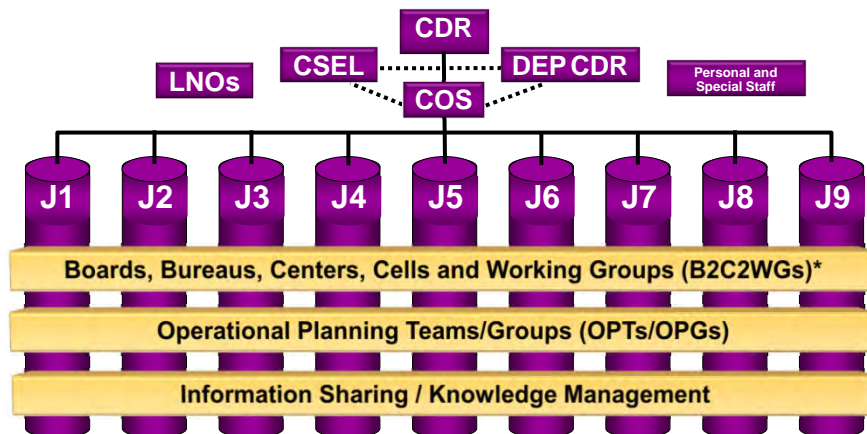 CDR
CSEL
DEP CDR
LNOs
COS
Personal and
Special Staff
J1 J2 J3 J4 J5 J6 J7 J8 J9
Boards, Bureaus, Centers, Cells and Working Groups (B2C2WGs)*
Operational Planning Teams/Groups (OPTs/OPGs)
Information Sharing / Knowledge Management